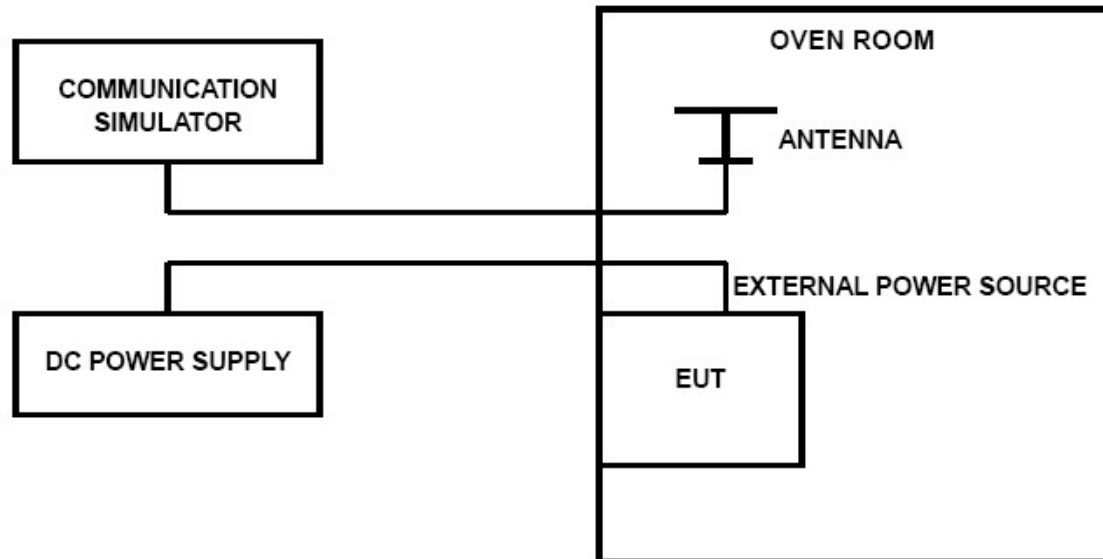 OVEN ROOM
COMMUNICATION
SIMULATOR
ANTENNA
EXTERNAL POWER SOURCE
DC POWER SUPPLY
EUT